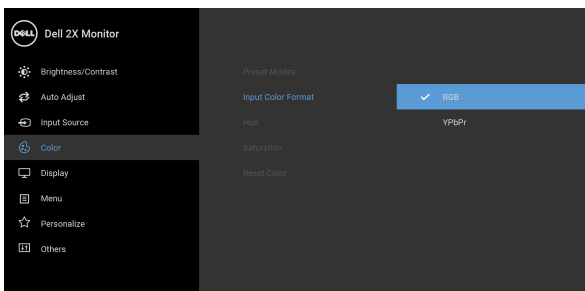 DELL Dell 2X Monitor
Brightness/Contrast
Auto Adjust
Input Source
Color
Display
Menu
Personalize
Others
Preset Modes
Input Color Format
Hue
Saturation
Reset Color
RGB
YPbPr